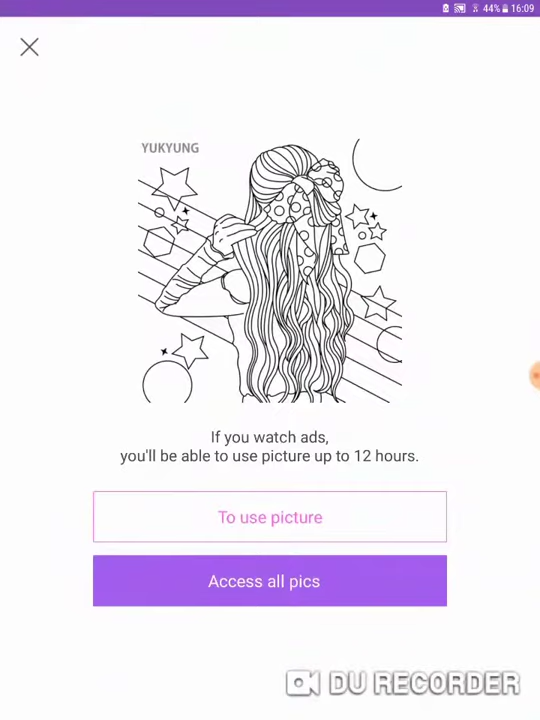 44% 16:09
YUKYUNG
If you watch ads,
you'll be able to use picture up to 12 hours.
To use picture
Access all pics
DU RECORDER